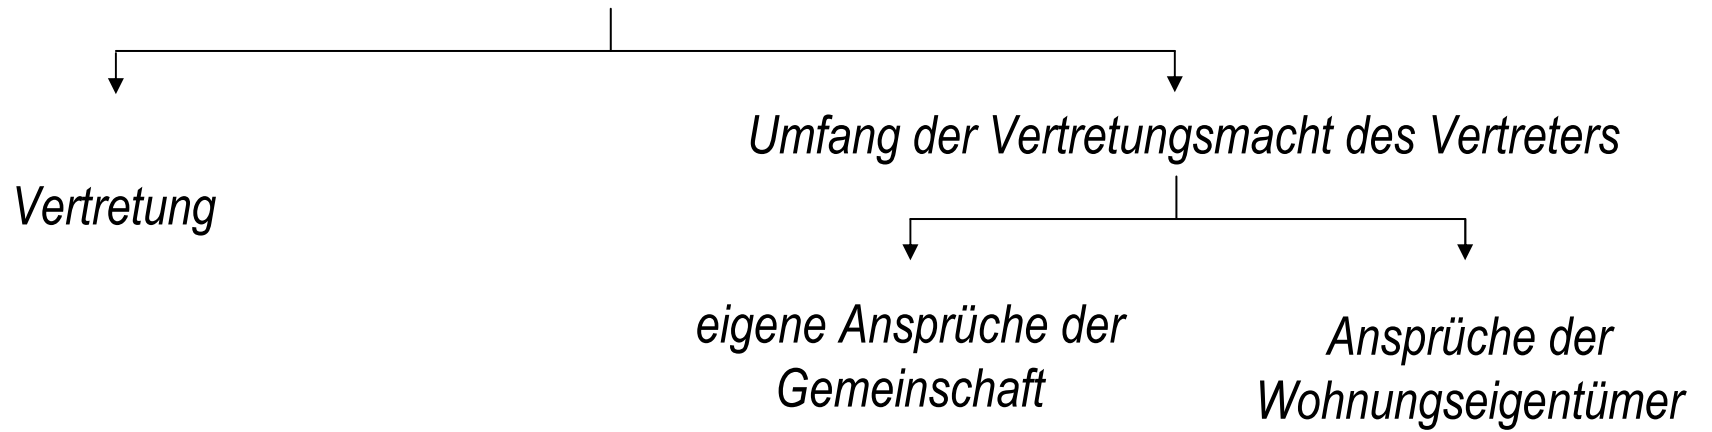 Umfang der Vertretungsmacht des Vertreters
Vertretung
eigene Ansprüche der
Gemeinschaft
Ansprüche der
Wohnungseigentümer